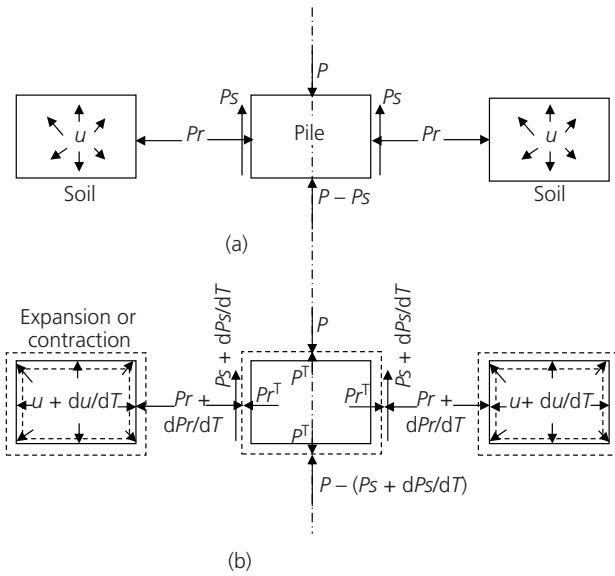 P
Ps
Ps
u
Pr
Pile
Pr
u
Soil
P – Ps
Soil
(a)
Expansion or
contraction
Ps + dPs/dT
P
Ps + dPs/dT
u + du/dT
Pr +
dPr/dT
Pr^T
P^T
Pr^T
P^T
Pr +
dPr/dT
u+ du/dT
P – (Ps + dPs/dT)
(b)